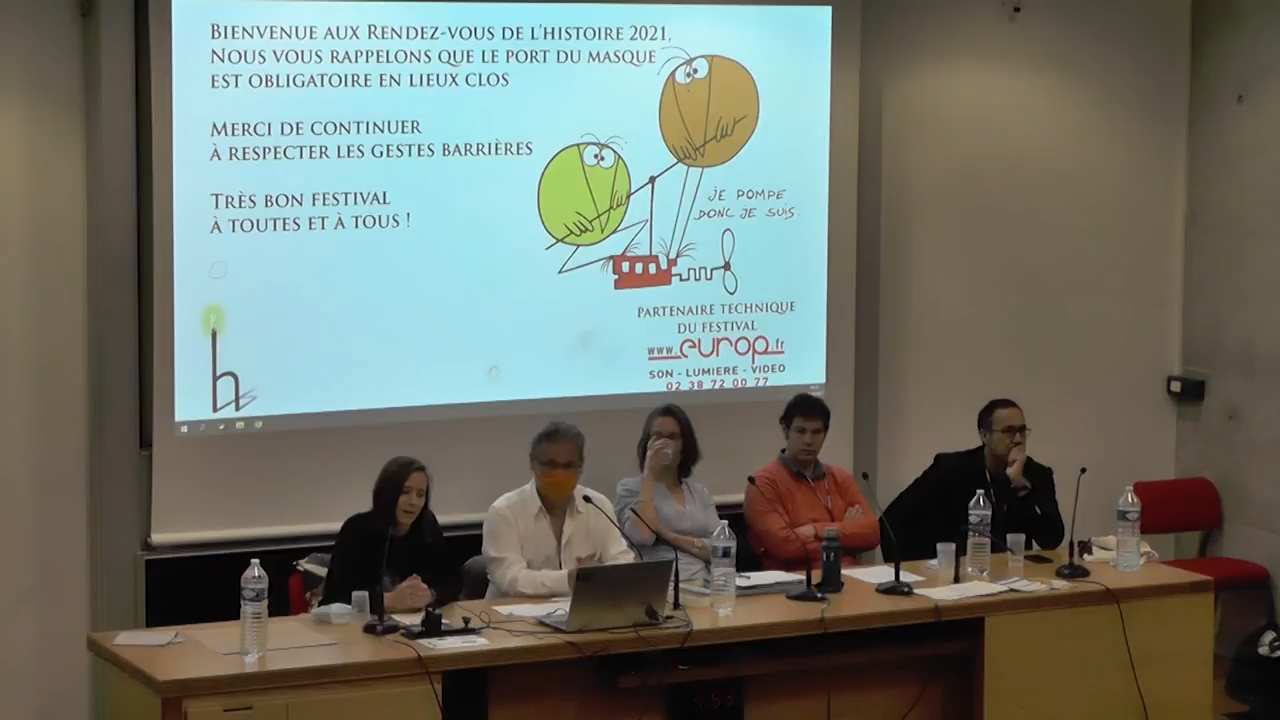 BIENVENUE AUX RENDEZ-VOUS DE L'HISTOIRE 2021,
NOUS VOUS RAPPELONS QUE LE PORT DU MASQUE
EST OBLIGATOIRE EN LIEUX CLOS
MERCI DE CONTINUER
À RESPECTER LES GESTES BARRIÈRES
TRÈS BON FESTIVAL
À TOUTES ET À TOUS !
JE POMPE
DONC JE SUIS
PARTENAIRE TECHNIQUE
DU FESTIVAL
www.europ.fr
SON - LUMIERE - VIDEO
02 38 72 00 77
h